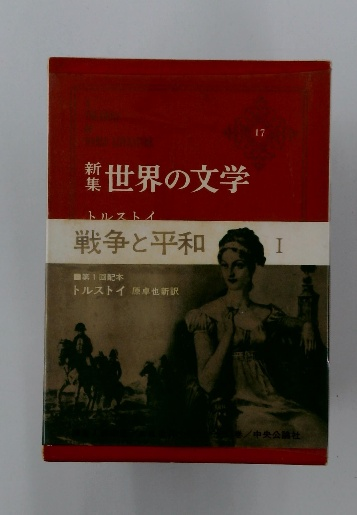 17
新集 世界の文学
トルストイ
戦争と平和 I
■第1回配本
トルストイ 原卓也新訳
/中央公論社